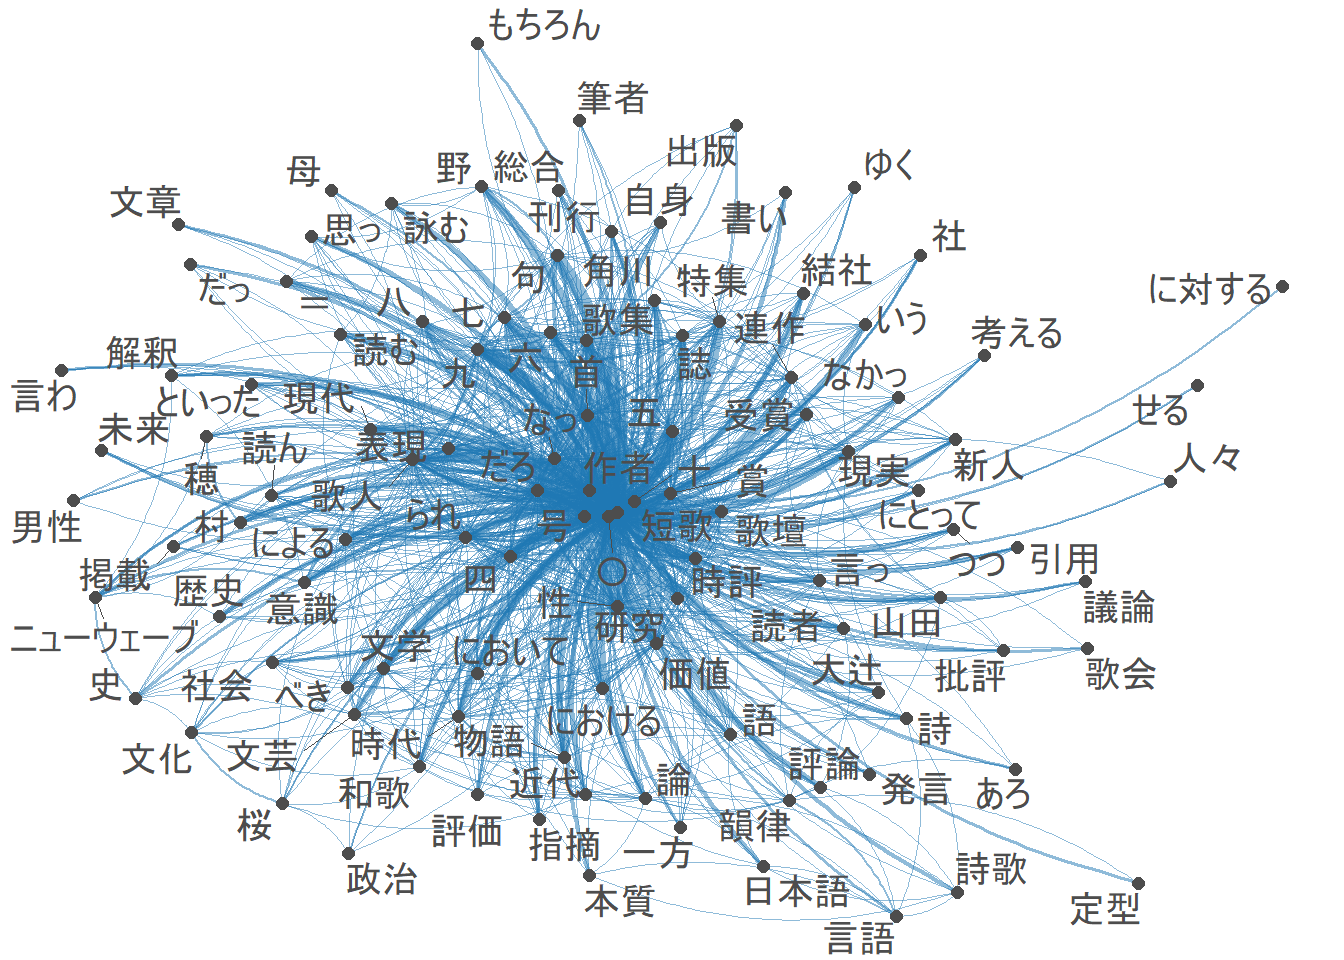 もちろん
筆者
出版
ゆく
母
野
総合
文章
思っ
詠む
刊行
自身
書い
社
だっ
二
八
七
句
角川
特集
結社
に対する
歌集
連作
いう
考える
解釈
読む
九
六
首
誌
なかっ
言わ
といった
現代
せる
未来
読ん
表現
なっ
五
受賞
穂
だろ
作者
十
賞
現実
新人
人々
歌人
男性
村
による
られ
号
短歌
歌壇
にとって
つつ
引用
掲載
歴史
意識
四
〇
性
時評
言っ
議論
ニューウェーブ
文学
において
研究
読者
山田
史
社会
べき
価値
大辻
批評
歌会
文化
文芸
時代
物語
における
語
詩
和歌
近代
論
評論
発言
あろ
桜
評価
指摘
一方
韻律
政治
本質
日本語
詩歌
定型
言語